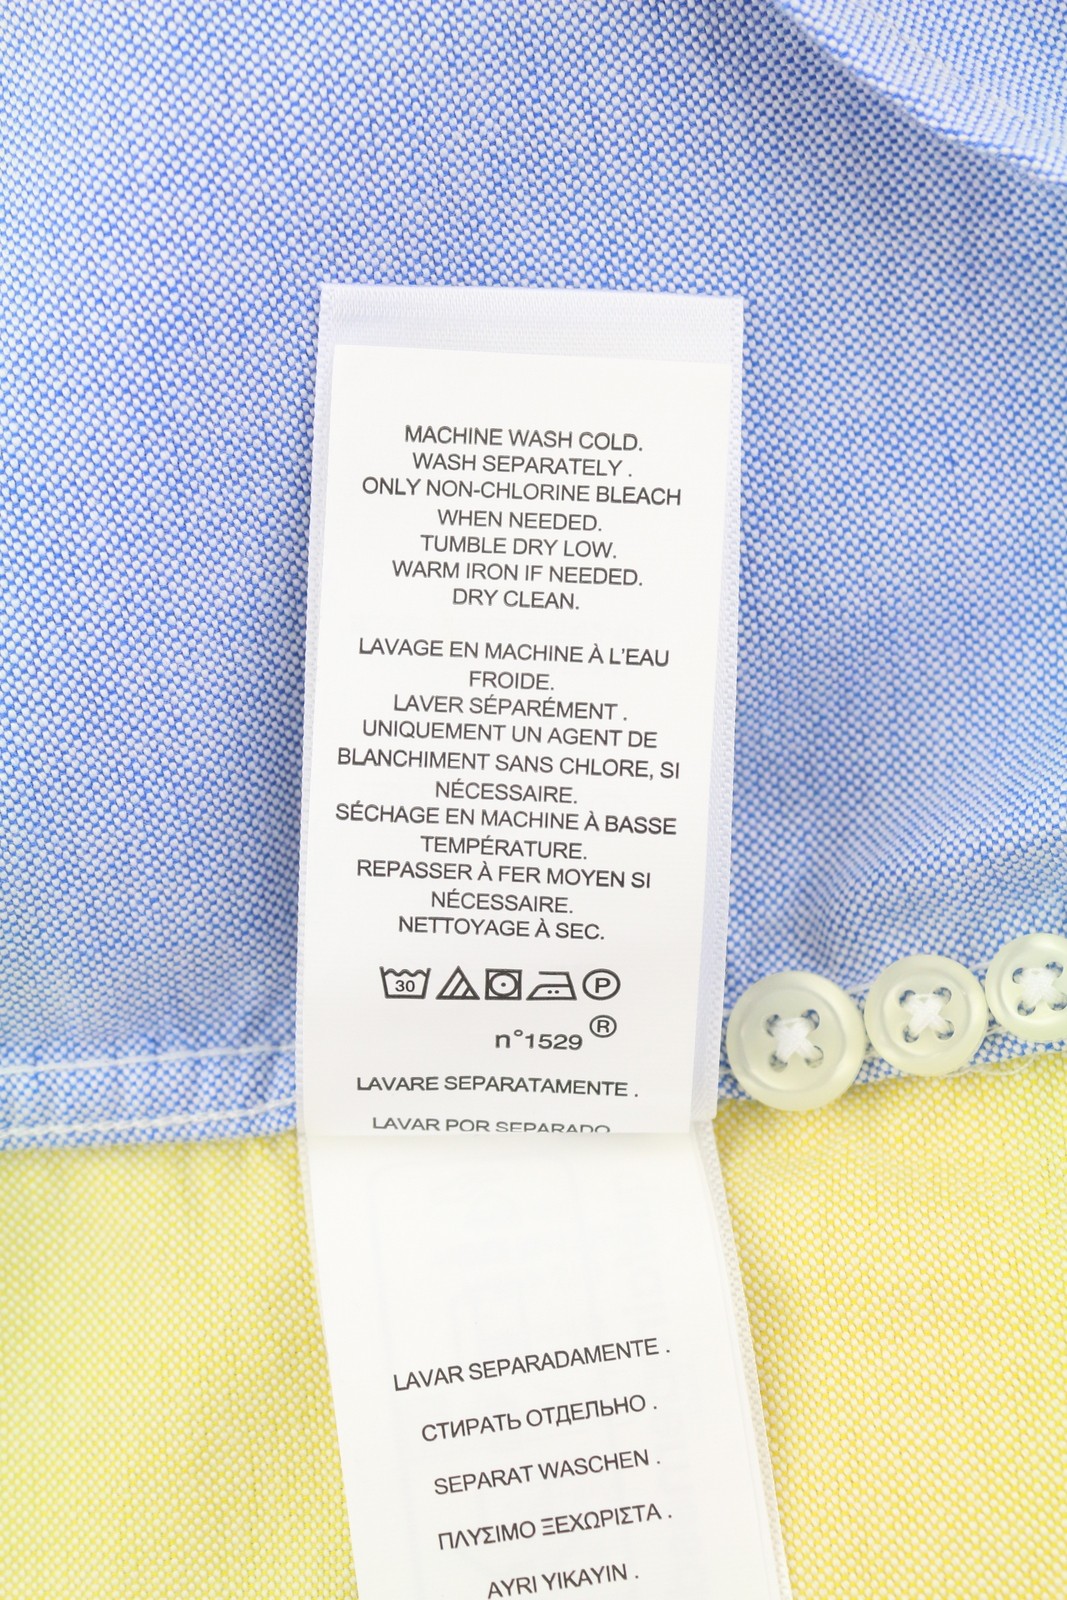 MACHINE WASH COLD.
WASH SEPARATELY .
ONLY NON-CHLORINE BLEACH
WHEN NEEDED.
TUMBLE DRY LOW.
WARM IRON IF NEEDED.
DRY CLEAN.
LAVAGE EN MACHINE À L'EAU
FROIDE.
LAVER SÉPARÉMENT .
UNIQUEMENT UN AGENT DE
BLANCHIMENT SANS CHLORE, SI
NÉCESSAIRE.
SÉCHAGE EN MACHINE À BASSE
TEMPÉRATURE.
REPASSER À FER MOYEN SI
NÉCESSAIRE.
NETTOYAGE À SEC.
30 P
n°1529 ®
LAVARE SEPARATAMENTE .
LAVAR POR SEPARADO
LAVAR SEPARADAMENTE .
СТИРАТЬ ОТДЕЛЬНО .
SEPARAT WASCHEN .
ΠΛΥΣΙΜΟ ΞΕΧΩΡΙΣΤΑ .
AYRI YIKAYIN .